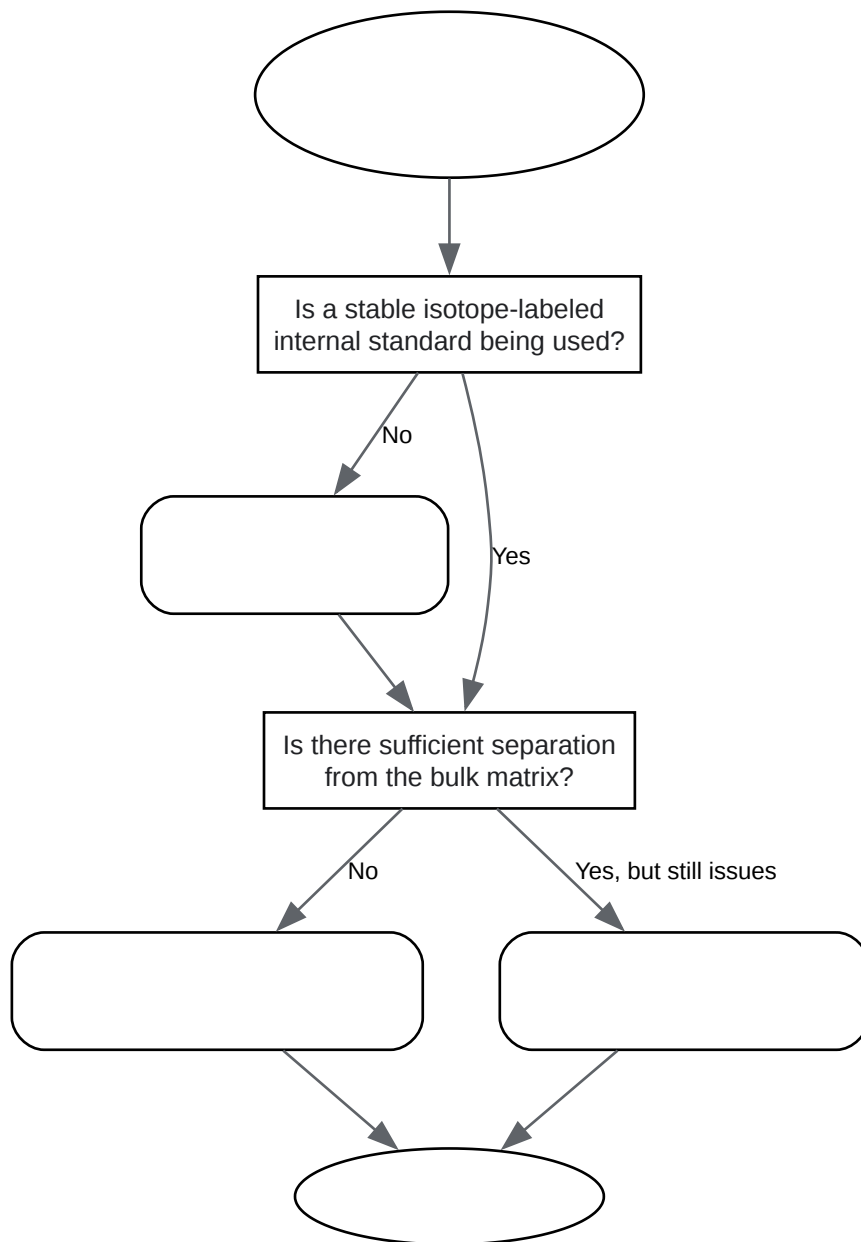 Is a stable isotope-labeled
internal standard being used?
No
Yes
Is there sufficient separation
from the bulk matrix?
No
Yes, but still issues